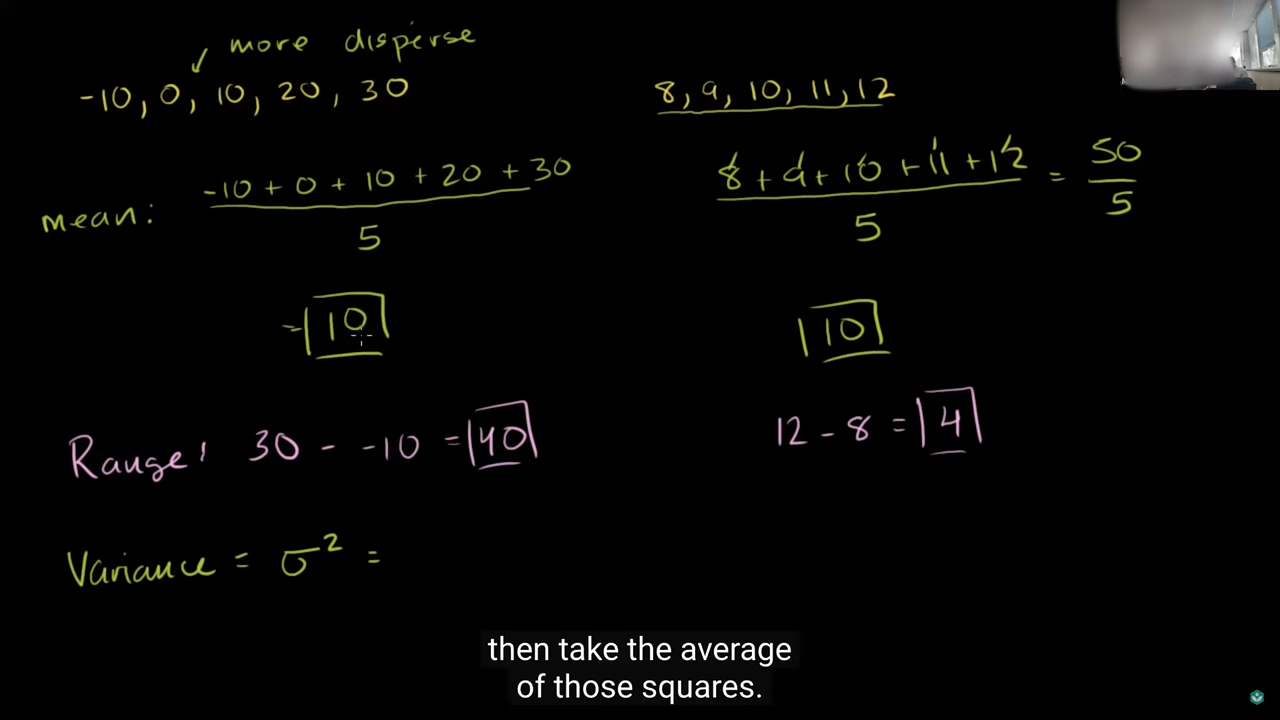 more disperse
-10, 0, 10, 20, 30
8, 9, 10, 11, 12
mean:
-10 + 0 + 10 + 20 + 30
5
= 10
8 + 9 + 10 + 11 + 12 = 50
5
5
10
Range: 30 - -10 = 40
12 - 8 = 4
Variance = σ² =
then take the average
of those squares.